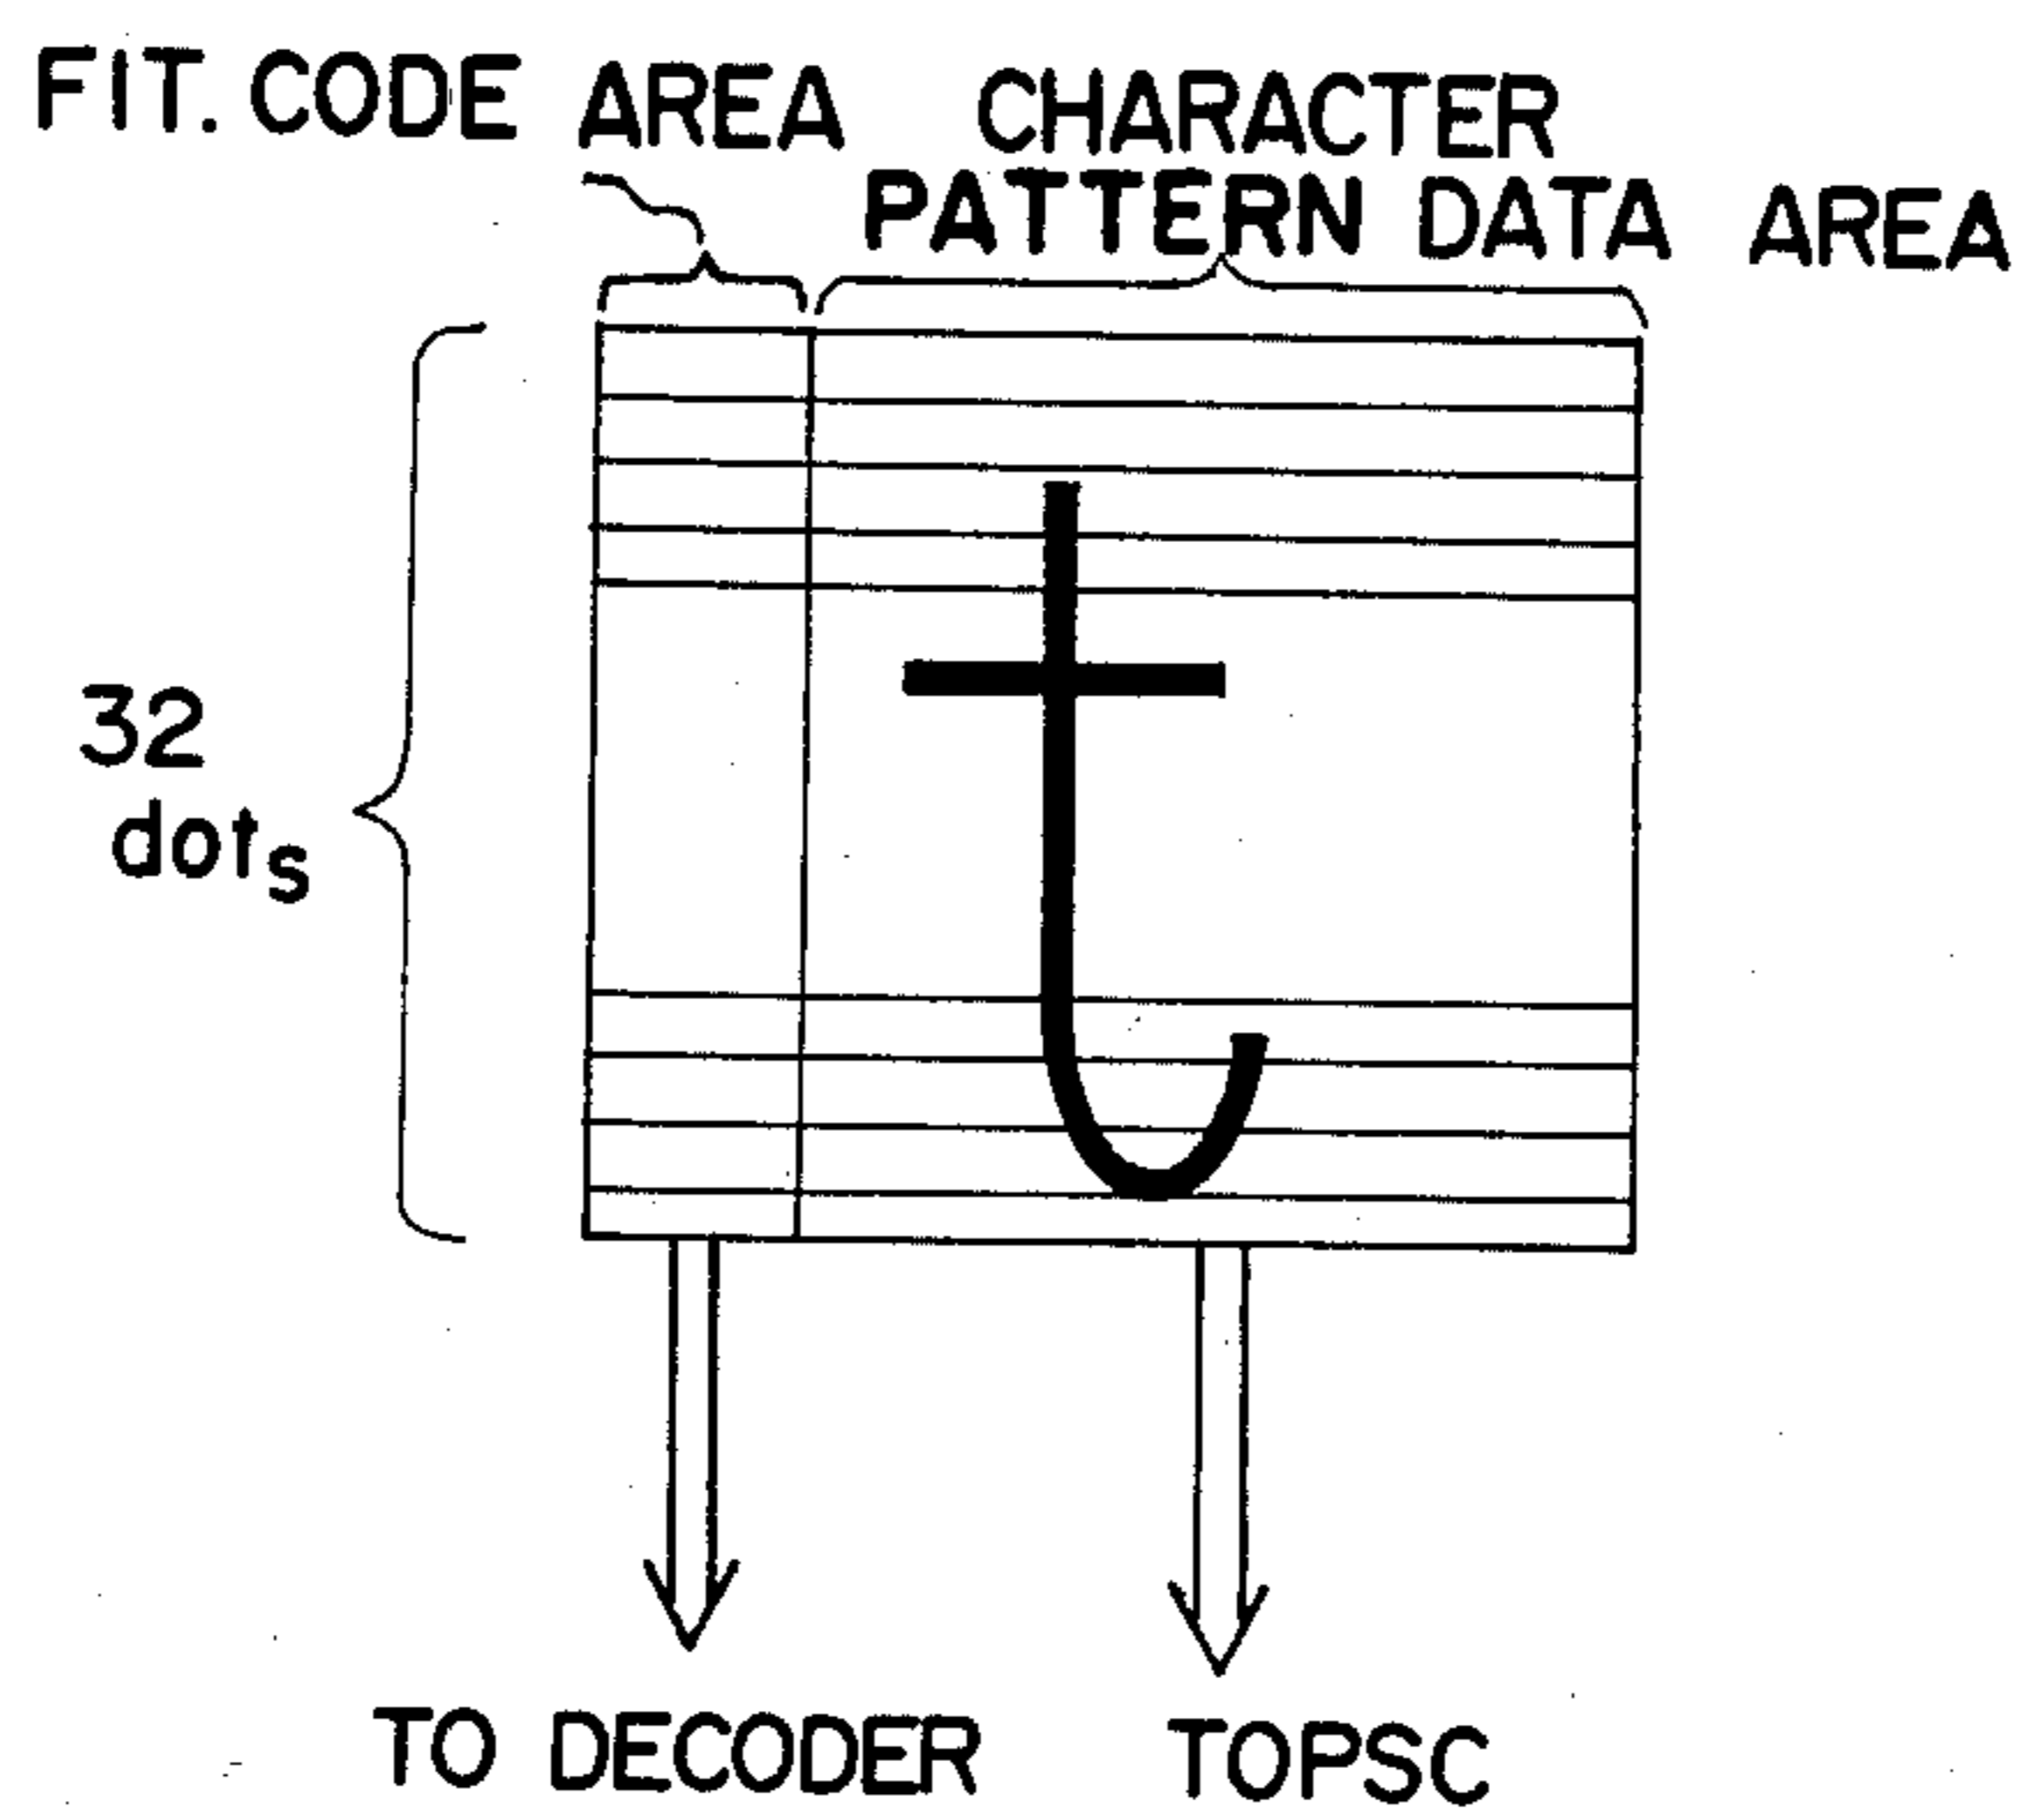 FIT. CODE AREA
CHARACTER
PATTERN DATA AREA
32
dots
t
TO DECODER
TOPSC